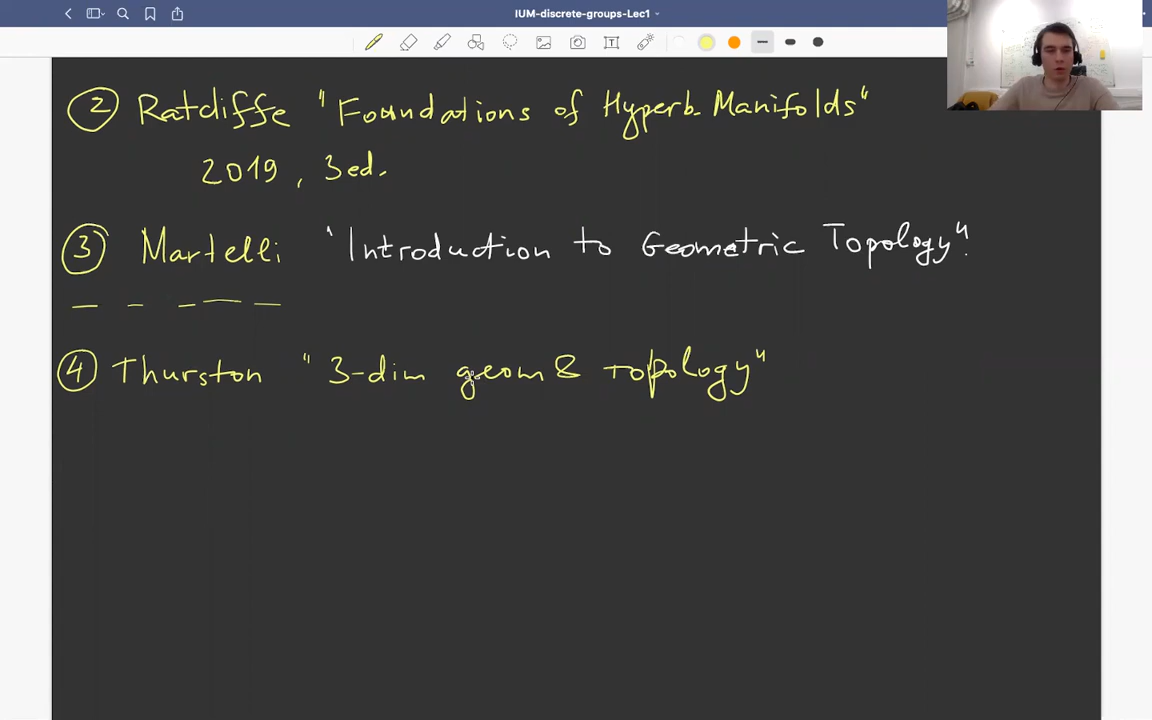 IUM-discrete-groups-Lec1
② Ratcliffe "Foundations of Hyperb. Manifolds"
2019, 3ed.
③ Martelli "Introduction to Geometric Topology".
④ Thurston "3-dim geom & topology"